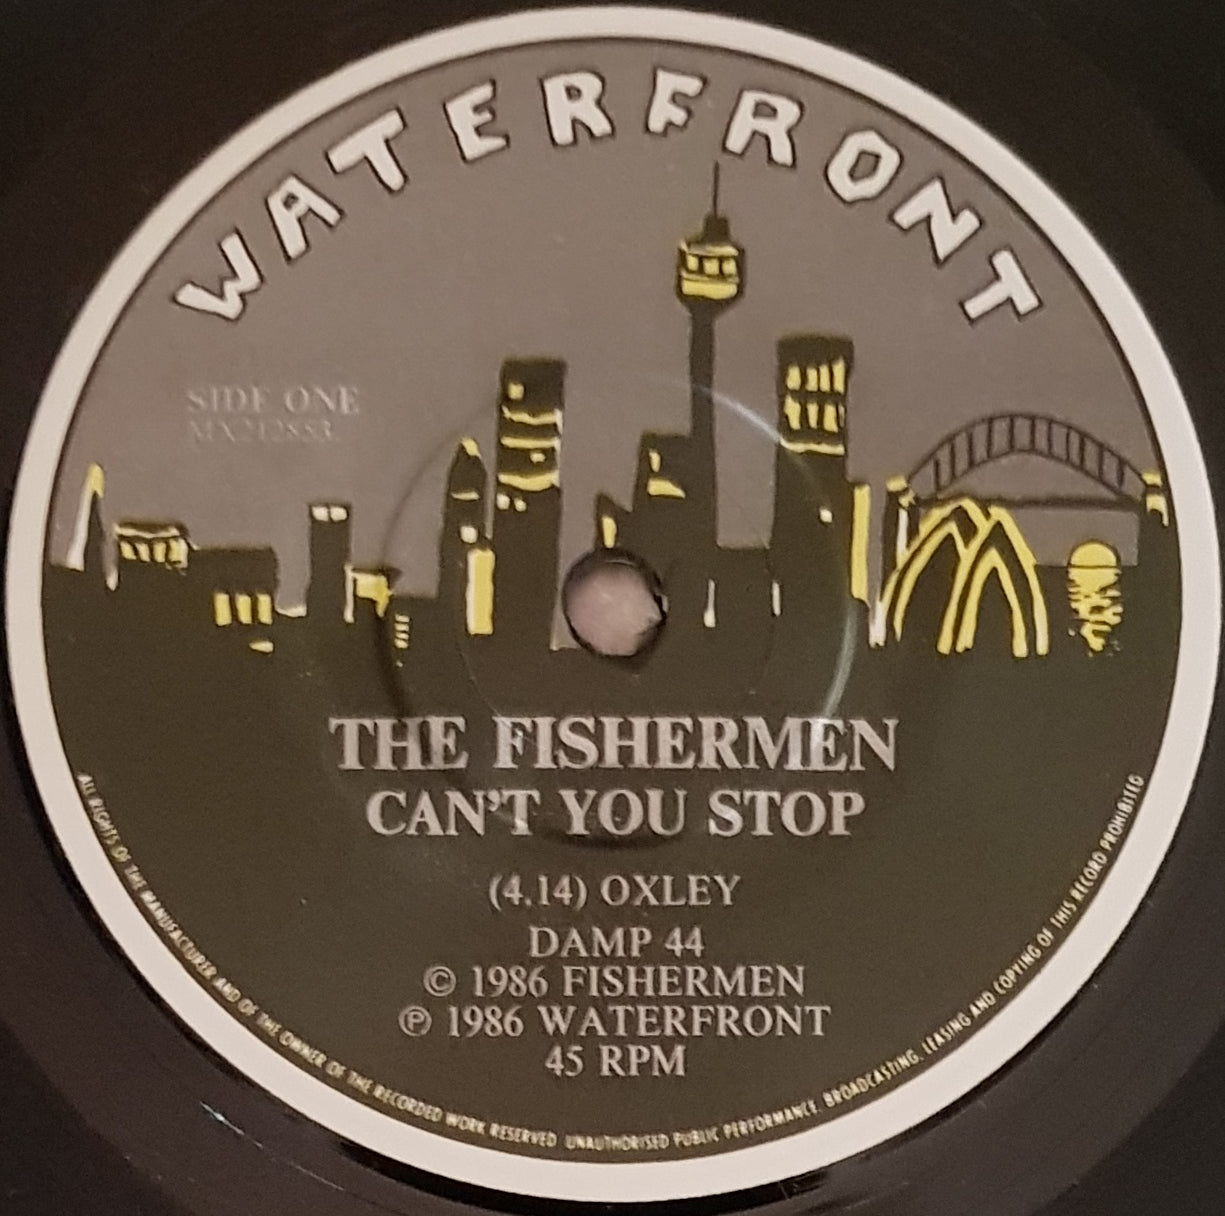 WATERFRONT
SIDE ONE
MX212853.
THE FISHERMEN
CAN'T YOU STOP
(4.14) OXLEY
DAMP 44
© 1986 FISHERMEN
℗ 1986 WATERFRONT
45 RPM
ALL RIGHTS OF THE MANUFACTURER AND OF THE OWNER OF THE RECORDED WORK RESERVED UNAUTHORISED PUBLIC PERFORMANCE. BROADCASTING. LEASING AND COPYING OF THIS RECORD PROHIBITED